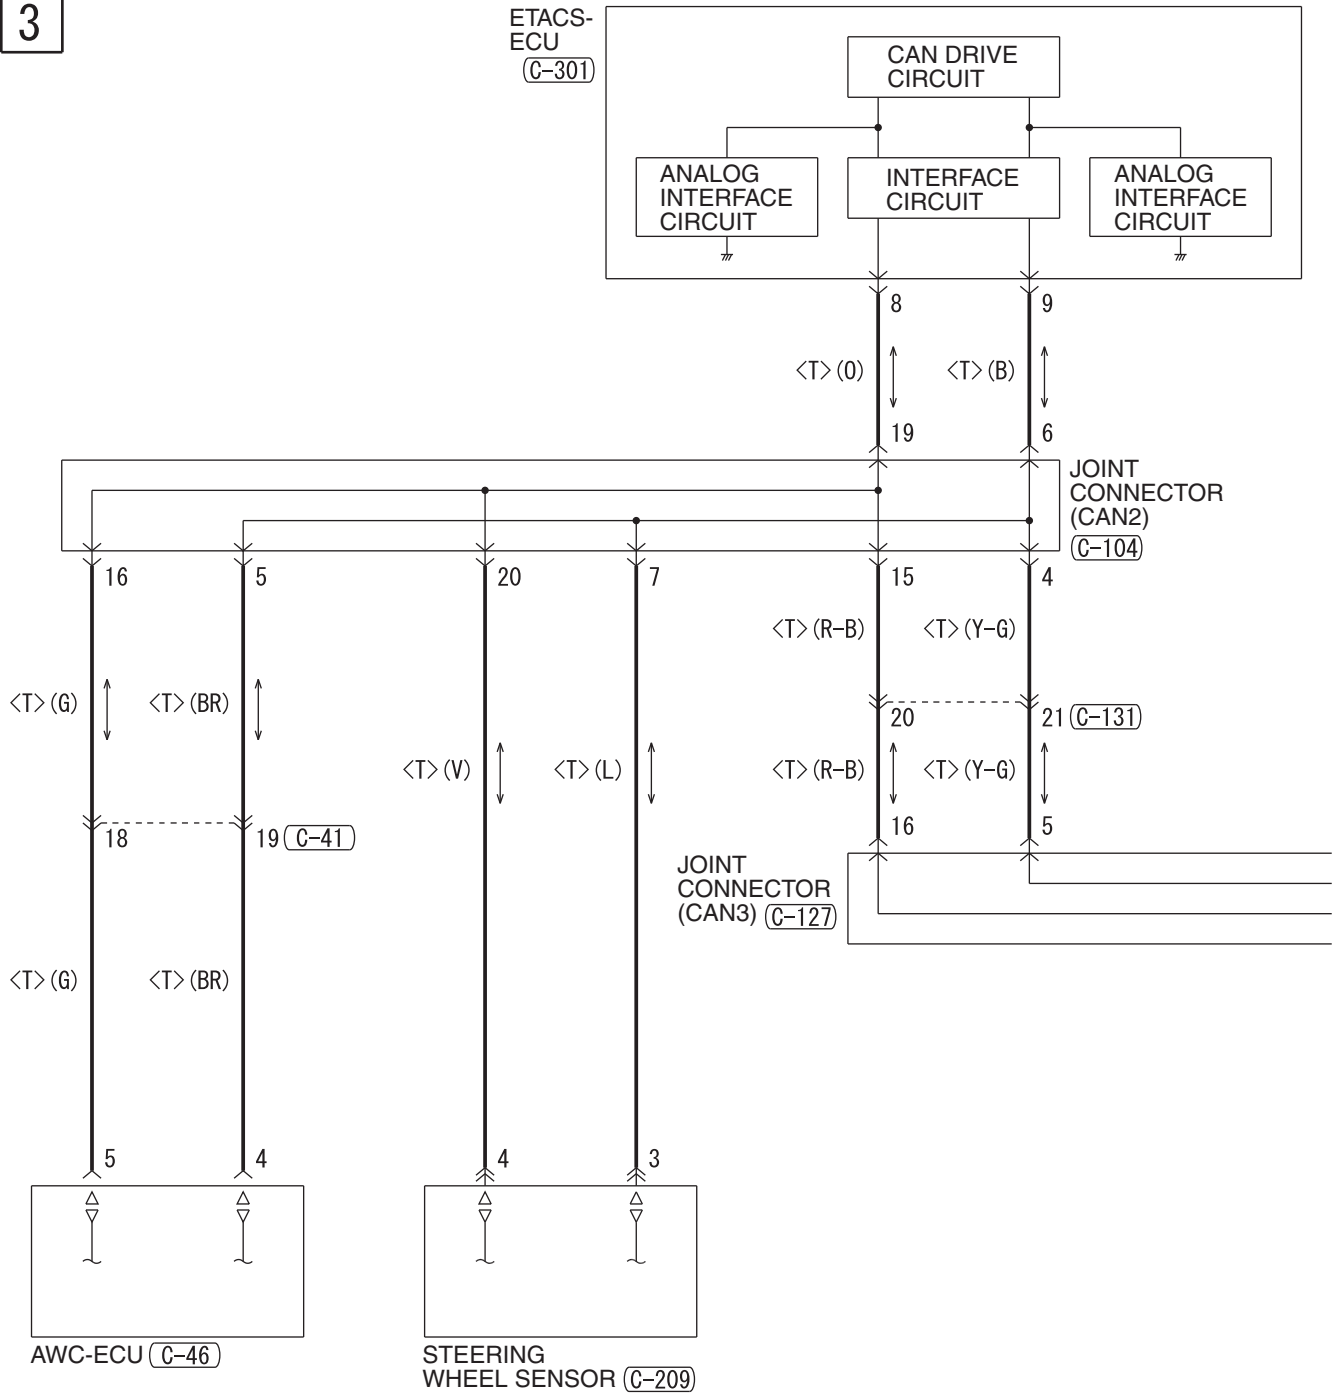 3
ETACS-
ECU
C-301
CAN DRIVE
CIRCUIT
ANALOG
INTERFACE
CIRCUIT
INTERFACE
CIRCUIT
ANALOG
INTERFACE
CIRCUIT
8
9
<T>(O)
<T>(B)
19
6
JOINT
CONNECTOR
(CAN2)
C-104
16
5
20
7
15
4
<T>(R-B)
<T>(Y-G)
<T>(G)
<T>(BR)
20
21 C-131
<T>(V)
<T>(L)
<T>(R-B)
<T>(Y-G)
18
19 C-41
16
5
JOINT
CONNECTOR
(CAN3) C-127
<T>(G)
<T>(BR)
5
4
4
3
AWC-ECU C-46
STEERING
WHEEL SENSOR C-209